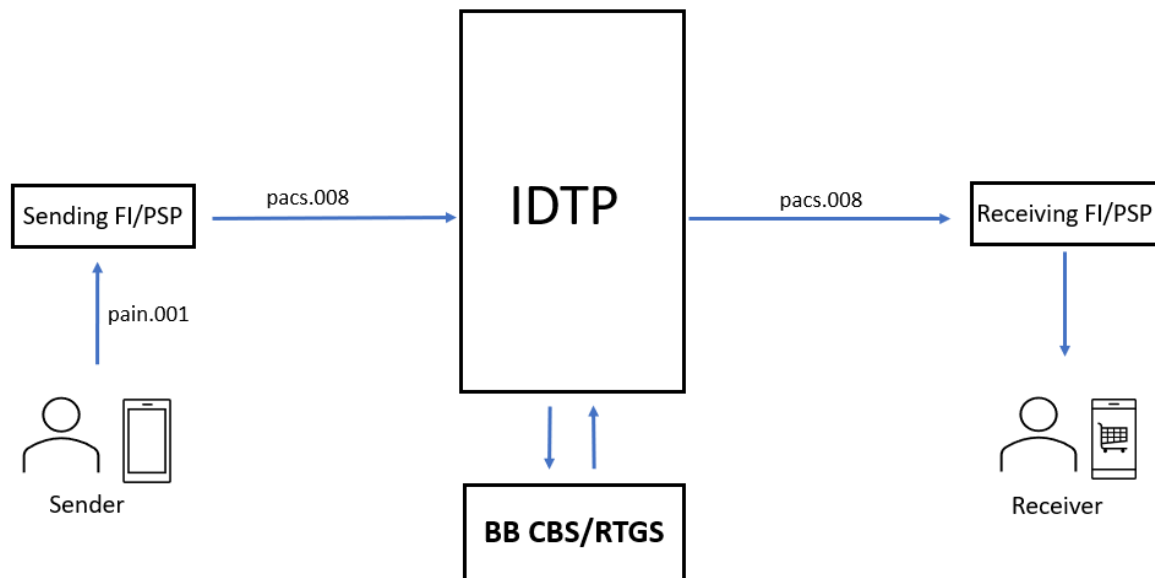 IDTP
pacs.008
pacs.008
Sending FI/PSP
Receiving FI/PSP
pain.001
Sender
Receiver
BB CBS/RTGS